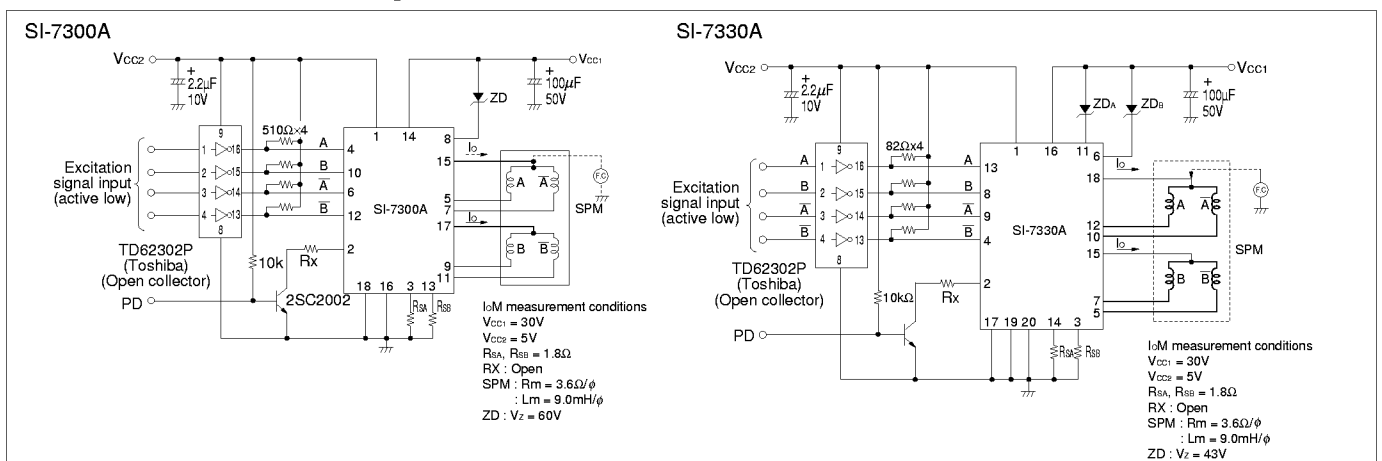 SI-7300A
VCC2
VCC1
+
2.2µF
10V
+
100µF
50V
ZD
9
510Ω×4
1
14
8
1
16
A
4
15
IO
2
15
B
10
3
14
A̅
6
4
13
B̅
12
8
Excitation
signal input
(active low)
SI-7300A
5
7
17
IO
9
11
A
A̅
B
B̅
F.C
SPM
TD62302P
(Toshiba)
(Open collector)
10k
Rx
2
PD
2SC2002
18
16
3
13
RSA
RSB
IOM measurement conditions
VCC1 = 30V
VCC2 = 5V
RSA, RSB = 1.8Ω
RX : Open
SPM : Rm = 3.6Ω/ϕ
: Lm = 9.0mH/ϕ
ZD : VZ = 60V
SI-7330A
VCC2
VCC1
+
2.2µF
10V
+
100µF
50V
ZDA
ZDB
9
82Ω×4
1
16
11
6
A
1
16
A
13
18
IO
B
2
15
B
8
A̅
3
14
A̅
9
B̅
4
13
B̅
4
8
Excitation
signal input
(active low)
SI-7330A
12
10
15
IO
7
5
A
A̅
B
B̅
F.C
SPM
TD62302P
(Toshiba)
(Open collector)
10kΩ
Rx
2
PD
17
19
20
14
3
RSA
RSB
IOM measurement conditions
VCC1 = 30V
VCC2 = 5V
RSA, RSB = 1.8Ω
RX : Open
SPM : Rm = 3.6Ω/ϕ
: Lm = 9.0mH/ϕ
ZD : VZ = 43V